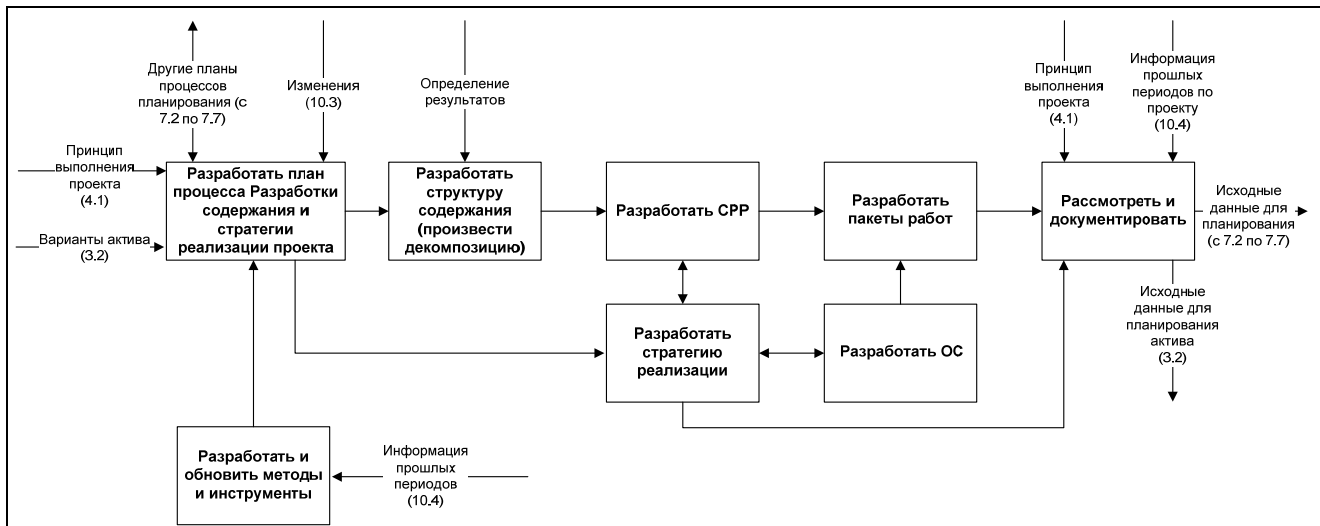 Другие планы
процессов
планирования (с
7.2 по 7.7)
Изменения
(10.3)
Определение
результатов
Принцип
выполнения
проекта
(4.1)
Информация
прошлых
периодов по
проекту
(10.4)
Принцип
выполнения
проекта
(4.1)
Варианты актива
(3.2)
Разработать план
процесса Разработки
содержания и
стратегии
реализации проекта
Разработать
структуру
содержания
(произвести
декомпозицию)
Разработать СРР
Разработать
пакеты работ
Рассмотреть и
документировать
Исходные
данные для
планирования
(с 7.2 по 7.7)
Разработать
стратегию
реализации
Разработать ОС
Исходные
данные для
планирования
актива
(3.2)
Разработать и
обновить методы
и инструменты
Информация
прошлых
периодов
(10.4)